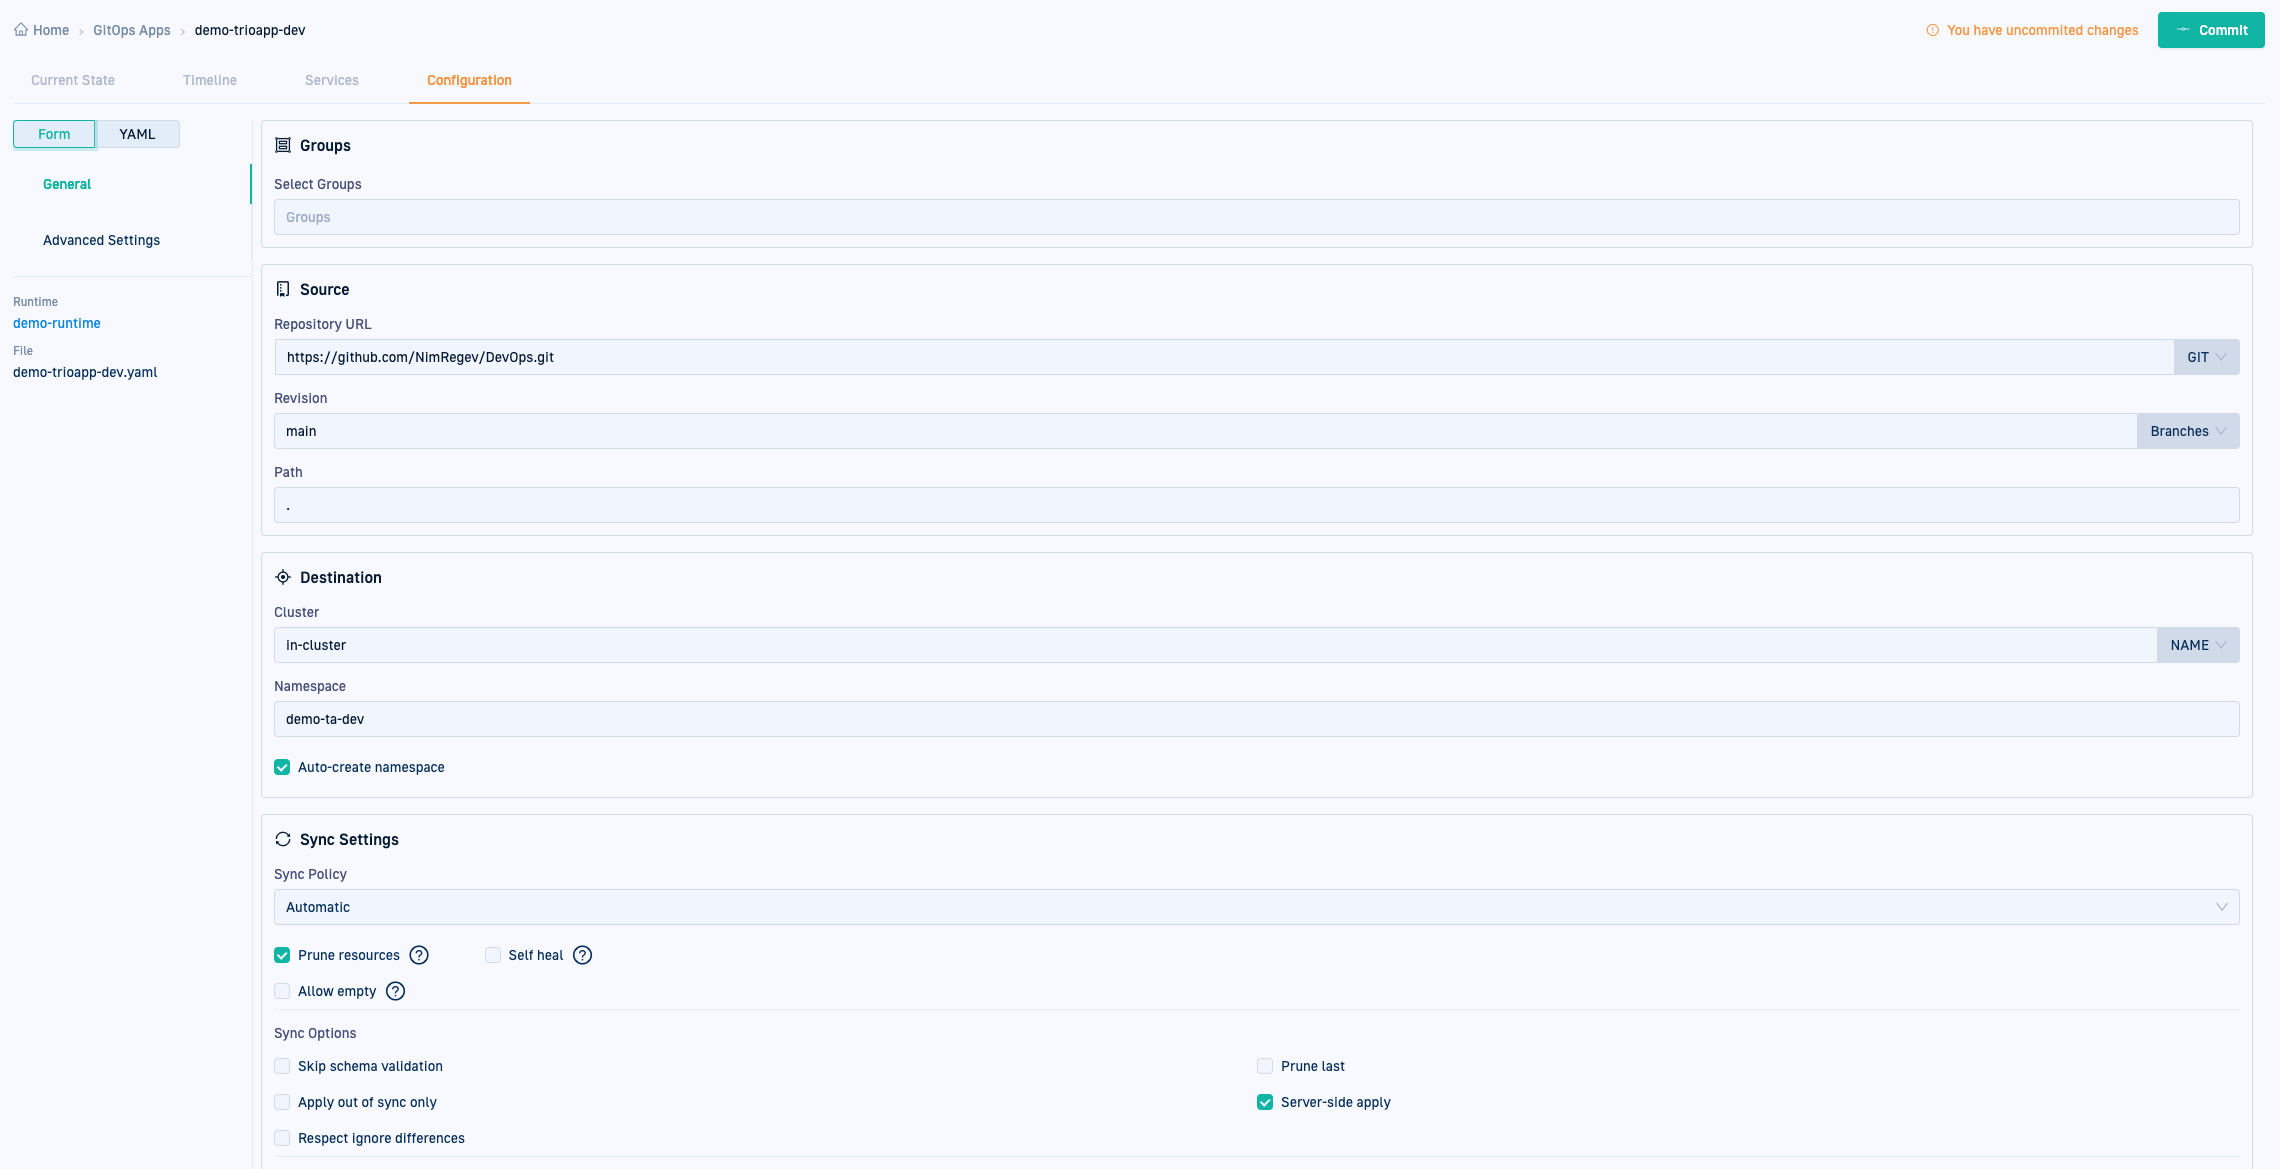 Home › GitOps Apps › demo-trioapp-dev
You have uncommited changes
Commit
Current State
Timeline
Services
Configuration
Form
YAML
General
Advanced Settings
Runtime
demo-runtime
File
demo-trioapp-dev.yaml
Groups
Select Groups
Groups
Source
Repository URL
https://github.com/NimRegev/DevOps.git
GIT
Revision
main
Branches
Path
.
Destination
Cluster
in-cluster
NAME
Namespace
demo-ta-dev
Auto-create namespace
Sync Settings
Sync Policy
Automatic
Prune resources ?
Self heal ?
Allow empty ?
Sync Options
Skip schema validation
Prune last
Apply out of sync only
Server-side apply
Respect ignore differences